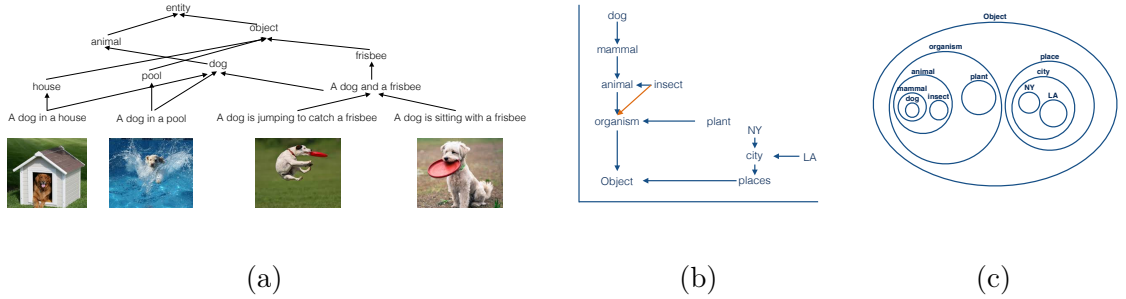 entity
object
animal
frisbee
dog
pool
house
A dog and a frisbee
A dog in a house
A dog in a pool
A dog is jumping to catch a frisbee
A dog is sitting with a frisbee
(a)
dog
mammal
animal
insect
organism
plant
NY
city
LA
Object
places
(b)
Object
organism
place
animal
plant
city
mammal
NY
insect
LA
dog
(c)